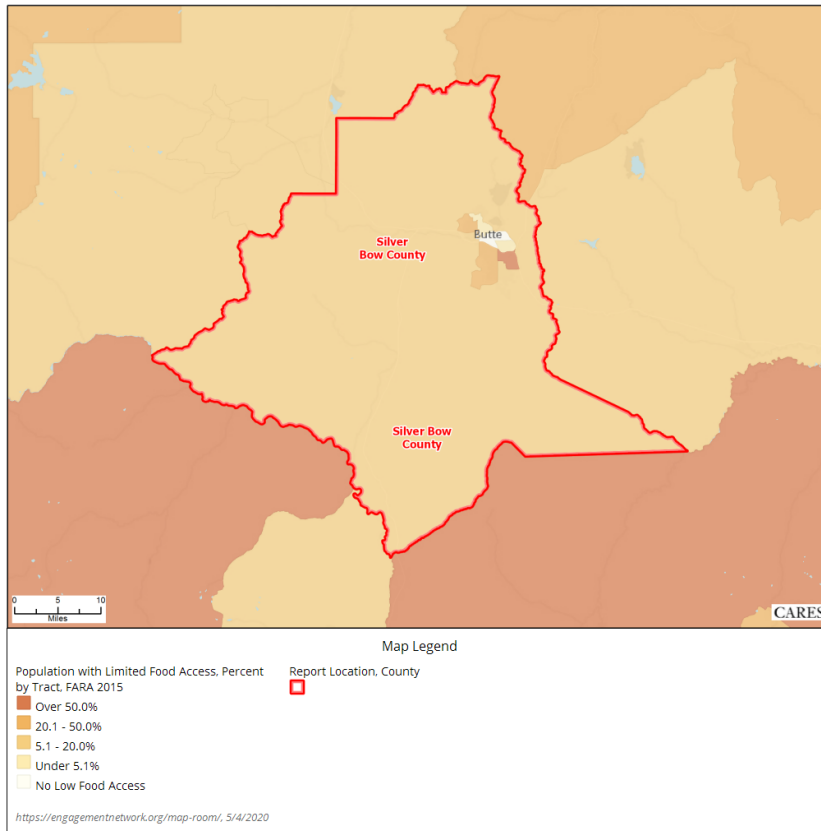 Silver
Bow County
Butte
Silver Bow
County
0 5 10
Miles
CARES
Map Legend
Population with Limited Food Access, Percent
by Tract, FARA 2015
Over 50.0%
20.1 - 50.0%
5.1 - 20.0%
Under 5.1%
No Low Food Access
Report Location, County
https://engagementnetwork.org/map-room/, 5/4/2020